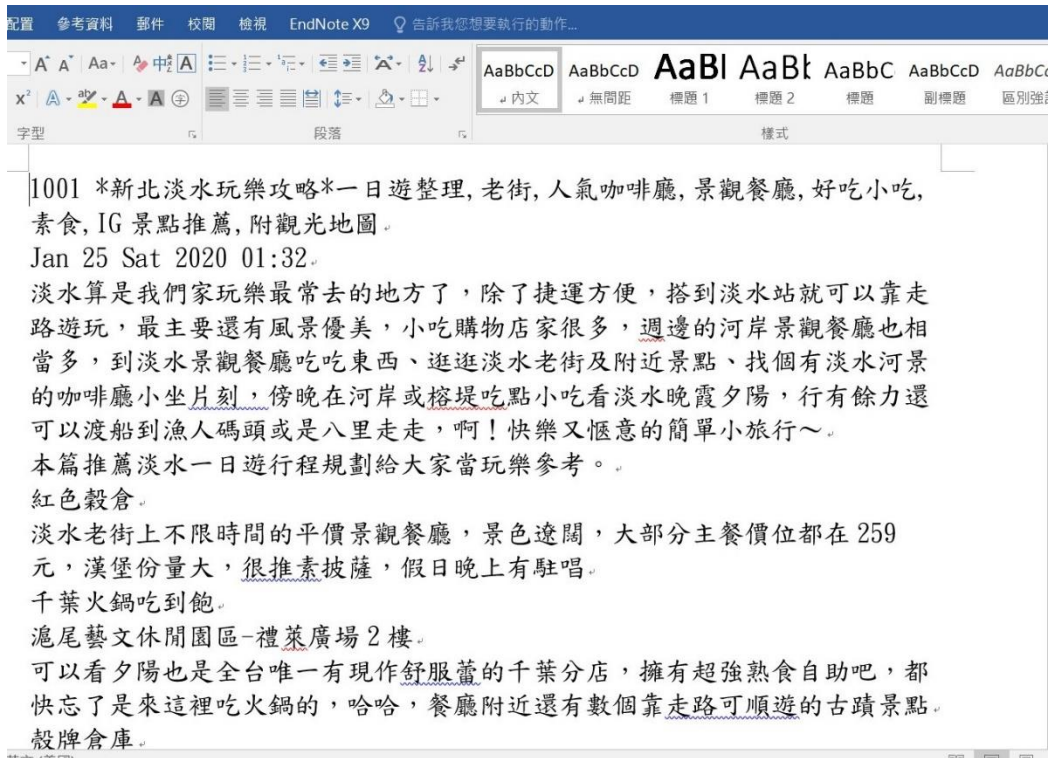 配置 參考資料 郵件 校閱 檢視 EndNote X9 告訴我您想要執行的動作...
AaBbCcD AaBbCcD AaBl AaBb AaBbC AaBbCcD AaBbCc
內文 無間距 標題 1 標題 2 標題 副標題 區別強調
字型 段落 樣式
1001 *新北淡水玩樂攻略*一日遊整理,老街,人氣咖啡廳,景觀餐廳,好吃小吃,
素食,IG 景點推薦,附觀光地圖
Jan 25 Sat 2020 01:32
淡水算是我們家玩樂最常去的地方了，除了捷運方便，搭到淡水站就可以靠走
路遊玩，最主要還有風景優美，小吃購物店家很多，週邊的河岸景觀餐廳也相
當多，到淡水景觀餐廳吃吃東西、逛逛淡水老街及附近景點、找個有淡水河景
的咖啡廳小坐片刻，傍晚在河岸或榕堤吃點小吃看淡水晚霞夕陽，行有餘力還
可以渡船到漁人碼頭或是八里走走，啊！快樂又愜意的簡單小旅行～
本篇推薦淡水一日遊行程規劃給大家當玩樂參考。
紅色穀倉
淡水老街上不限時間的平價景觀餐廳，景色遼闊，大部分主餐價位都在 259
元，漢堡份量大，很推素披薩，假日晚上有駐唱
千葉火鍋吃到飽
滬尾藝文休閒園區-禮萊廣場 2 樓
可以看夕陽也是全台唯一有現作舒服蕾的千葉分店，擁有超強熟食自助吧，都
快忘了是來這裡吃火鍋的，哈哈，餐廳附近還有數個靠走路可順遊的古蹟景點
殼牌倉庫